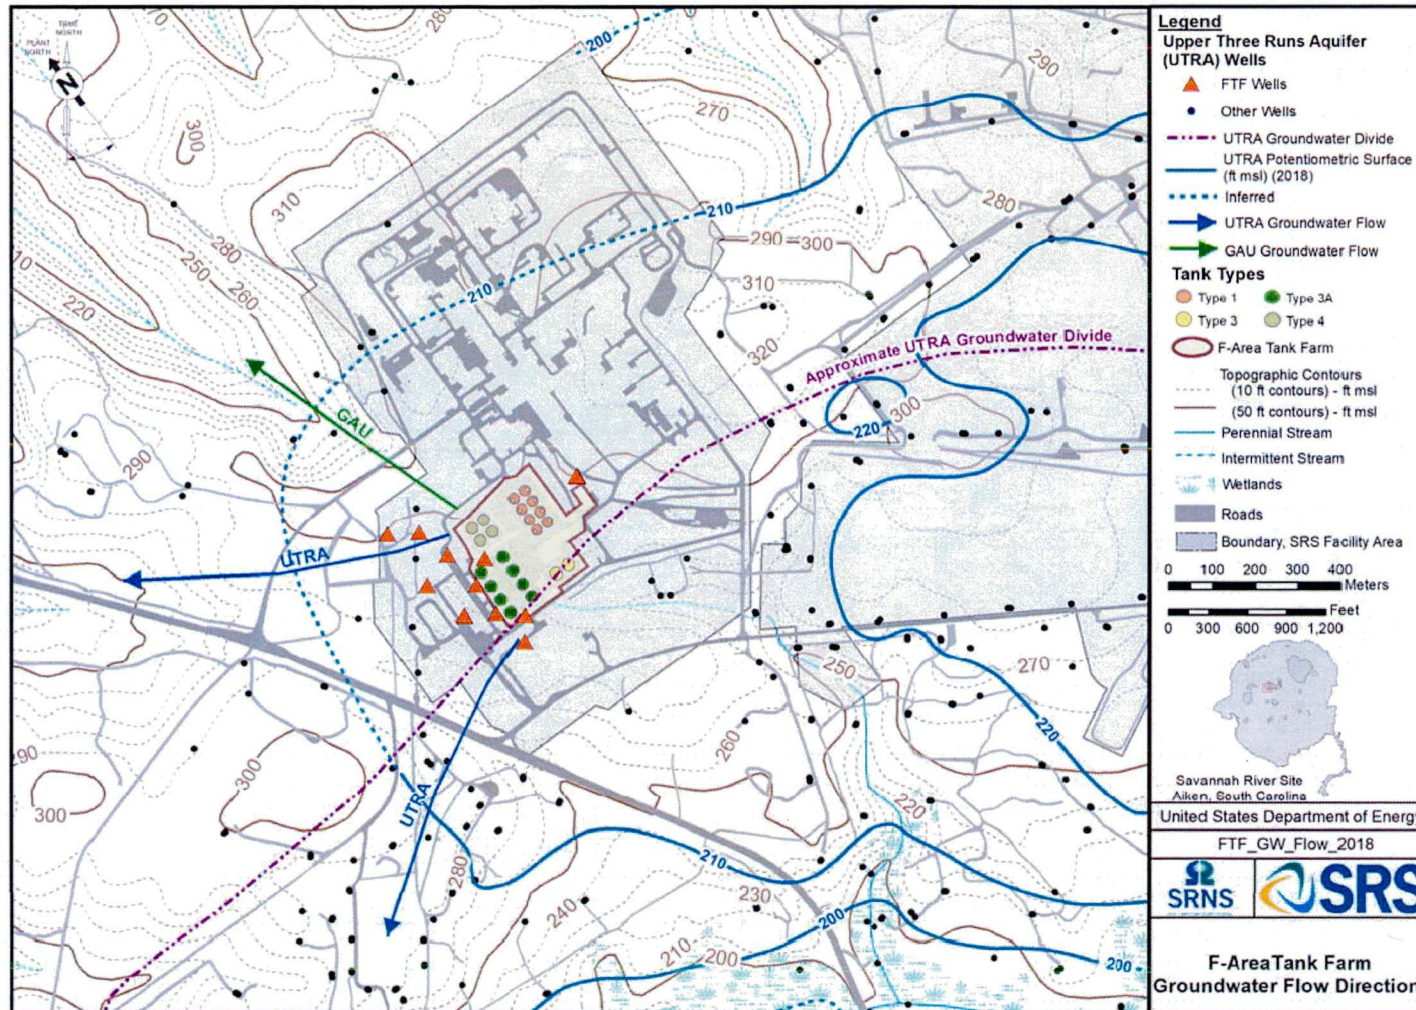 TRUE
NORTH
PLANT
NORTH
N
280
280
200
290
270
300
310
210
280
290
300
310
320
280
250
260
220
10
210
Approximate UTRA Groundwater Divide
300
220
GAU
290
UTRA
250
270
260
220
220
290
300
300
UTRA
280
210
230
240
200
210
200
200
Legend
Upper Three Runs Aquifer
(UTRA) Wells
FTF Wells
Other Wells
UTRA Groundwater Divide
UTRA Potentiometric Surface
(ft msl) (2018)
Inferred
UTRA Groundwater Flow
GAU Groundwater Flow
Tank Types
Type 1
Type 3A
Type 3
Type 4
F-Area Tank Farm
Topographic Contours
(10 ft contours) - ft msl
(50 ft contours) - ft msl
Perennial Stream
Intermittent Stream
Wetlands
Roads
Boundary, SRS Facility Area
0 100 200 300 400
Meters
Feet
0 300 600 900 1,200
Savannah River Site
Aiken, South Carolina
United States Department of Energy
FTF_GW_Flow_2018
SRNS
SRS
F-AreaTank Farm
Groundwater Flow Direction